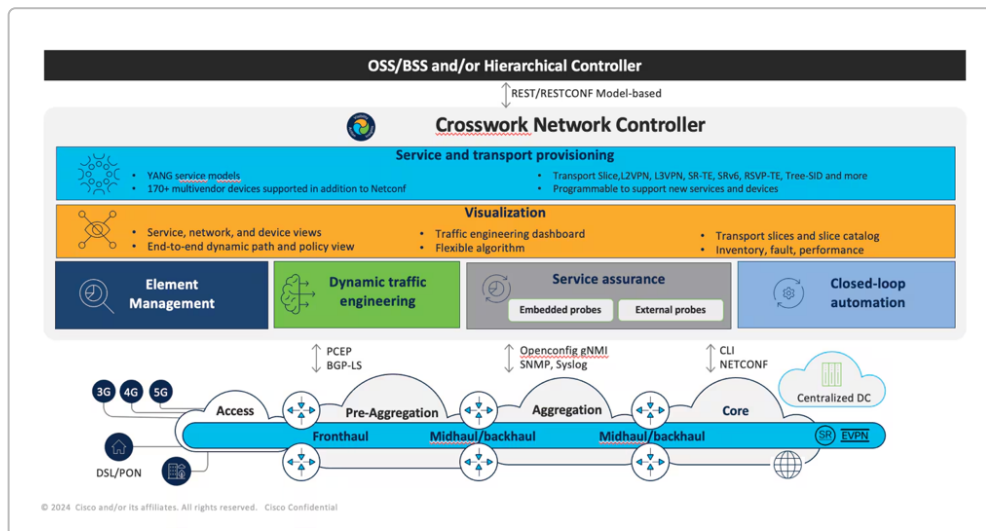 OSS/BSS and/or Hierarchical Controller
REST/RESTCONF Model-based
Crosswork Network Controller
Service and transport provisioning
• YANG service models
• 170+ multivendor devices supported in addition to Netconf
• Transport Slice,L2VPN, L3VPN, SR-TE, SRv6, RSVP-TE, Tree-SID and more
• Programmable to support new services and devices
Visualization
• Service, network, and device views
• End-to-end dynamic path and policy view
• Traffic engineering dashboard
• Flexible algorithm
• Transport slices and slice catalog
• Inventory, fault, performance
Element
Management
Dynamic traffic
engineering
Service assurance
Embedded probes
External probes
Closed-loop
automation
PCEP
BGP-LS
Openconfig gNMI
SNMP, Syslog
CLI
NETCONF
3G
4G
5G
Access
Pre-Aggregation
Aggregation
Core
Centralized DC
Fronthaul
Midhaul/backhaul
Midhaul/backhaul
SR
EVPN
DSL/PON
© 2024 Cisco and/or its affiliates. All rights reserved. Cisco Confidential